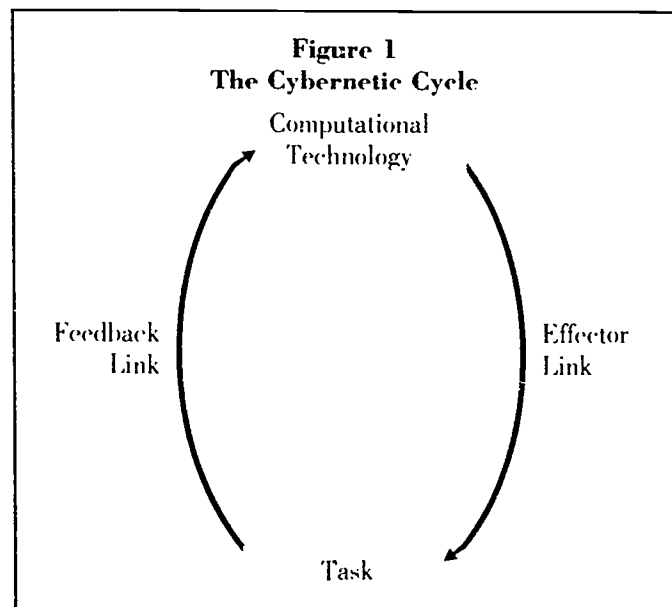 Figure 1
The Cybernetic Cycle
Computational
Technology
Feedback
Link
Effector
Link
Task